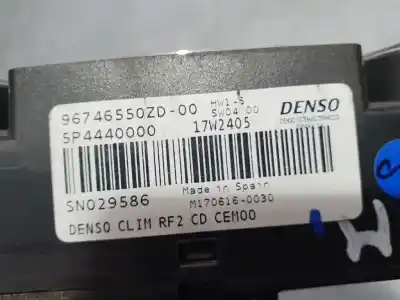 96746550ZD-00 HW1-6
SW04.00 DENSO
5P4440000 17W2405
SN029586 Made in Spain
M170616-0030
DENSO CLIM RF2 CD CEM00